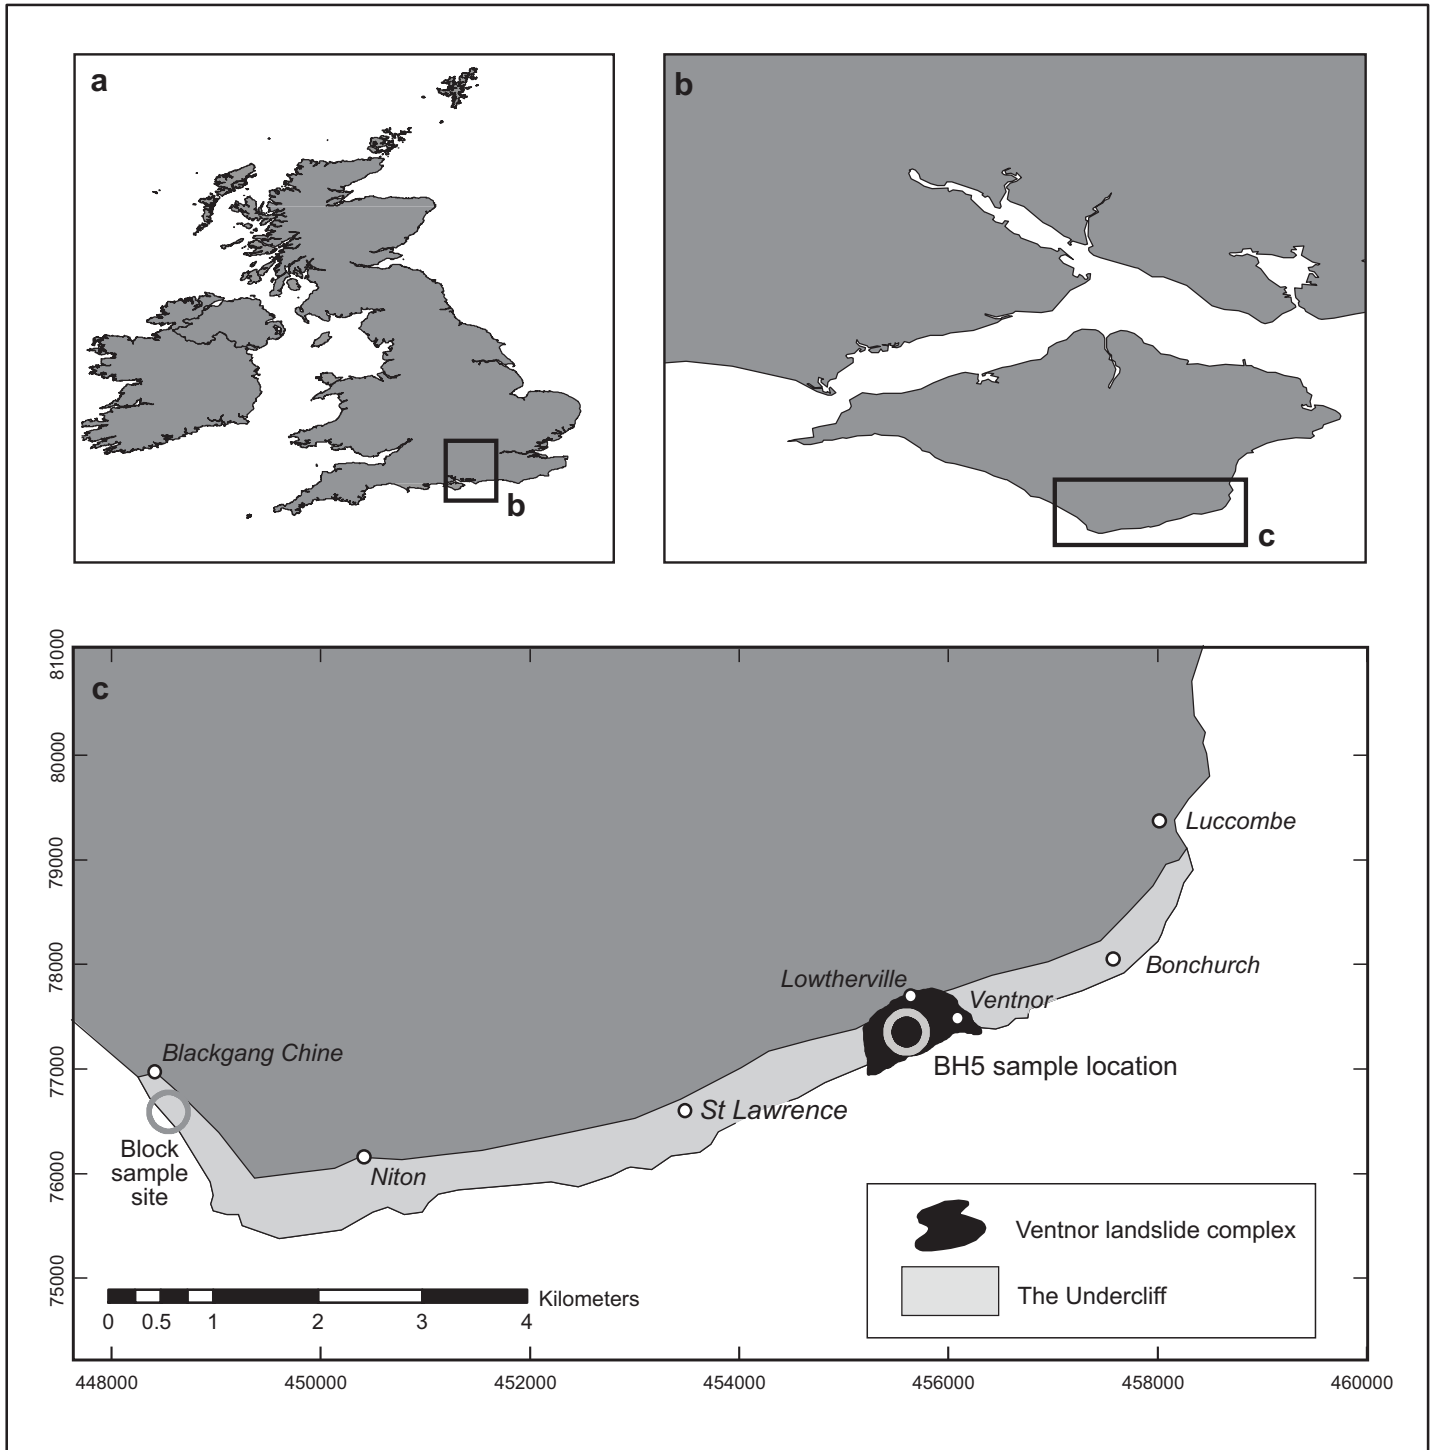 a
b
b
c
81000
80000
79000
78000
77000
76000
75000
c
Luccombe
Bonchurch
Lowtherville
Ventnor
BH5 sample location
Blackgang Chine
St Lawrence
Block
sample
site
Niton
Ventnor landslide complex
The Undercliff
Kilometers
0 0.5 1 2 3 4
448000 450000 452000 454000 456000 458000 460000